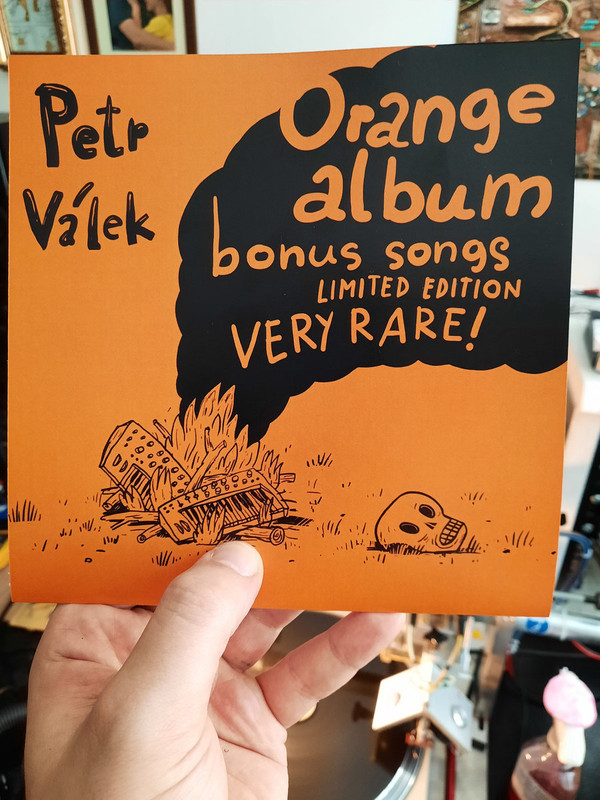 Petr
Válek
Orange
album
bonus songs
LIMITED EDITION
VERY RARE!